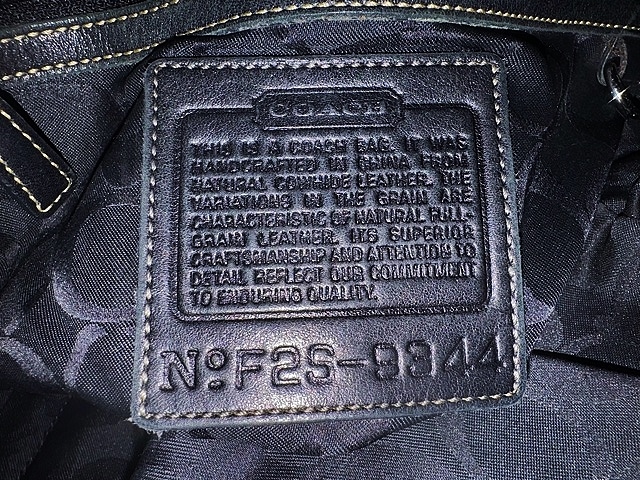 COACH
THIS IS A COACH BAG. IT WAS
HANDCRAFTED IN CHINA FROM
NATURAL COWHIDE LEATHER. THE
VARIATIONS IN THE GRAIN ARE
CHARACTERISTIC OF NATURAL FULL-
GRAIN LEATHER. ITS SUPERIOR
CRAFTSMANSHIP AND ATTENTION TO
DETAIL REFLECT OUR COMMITMENT
TO ENDURING QUALITY.
No. F2S-9344